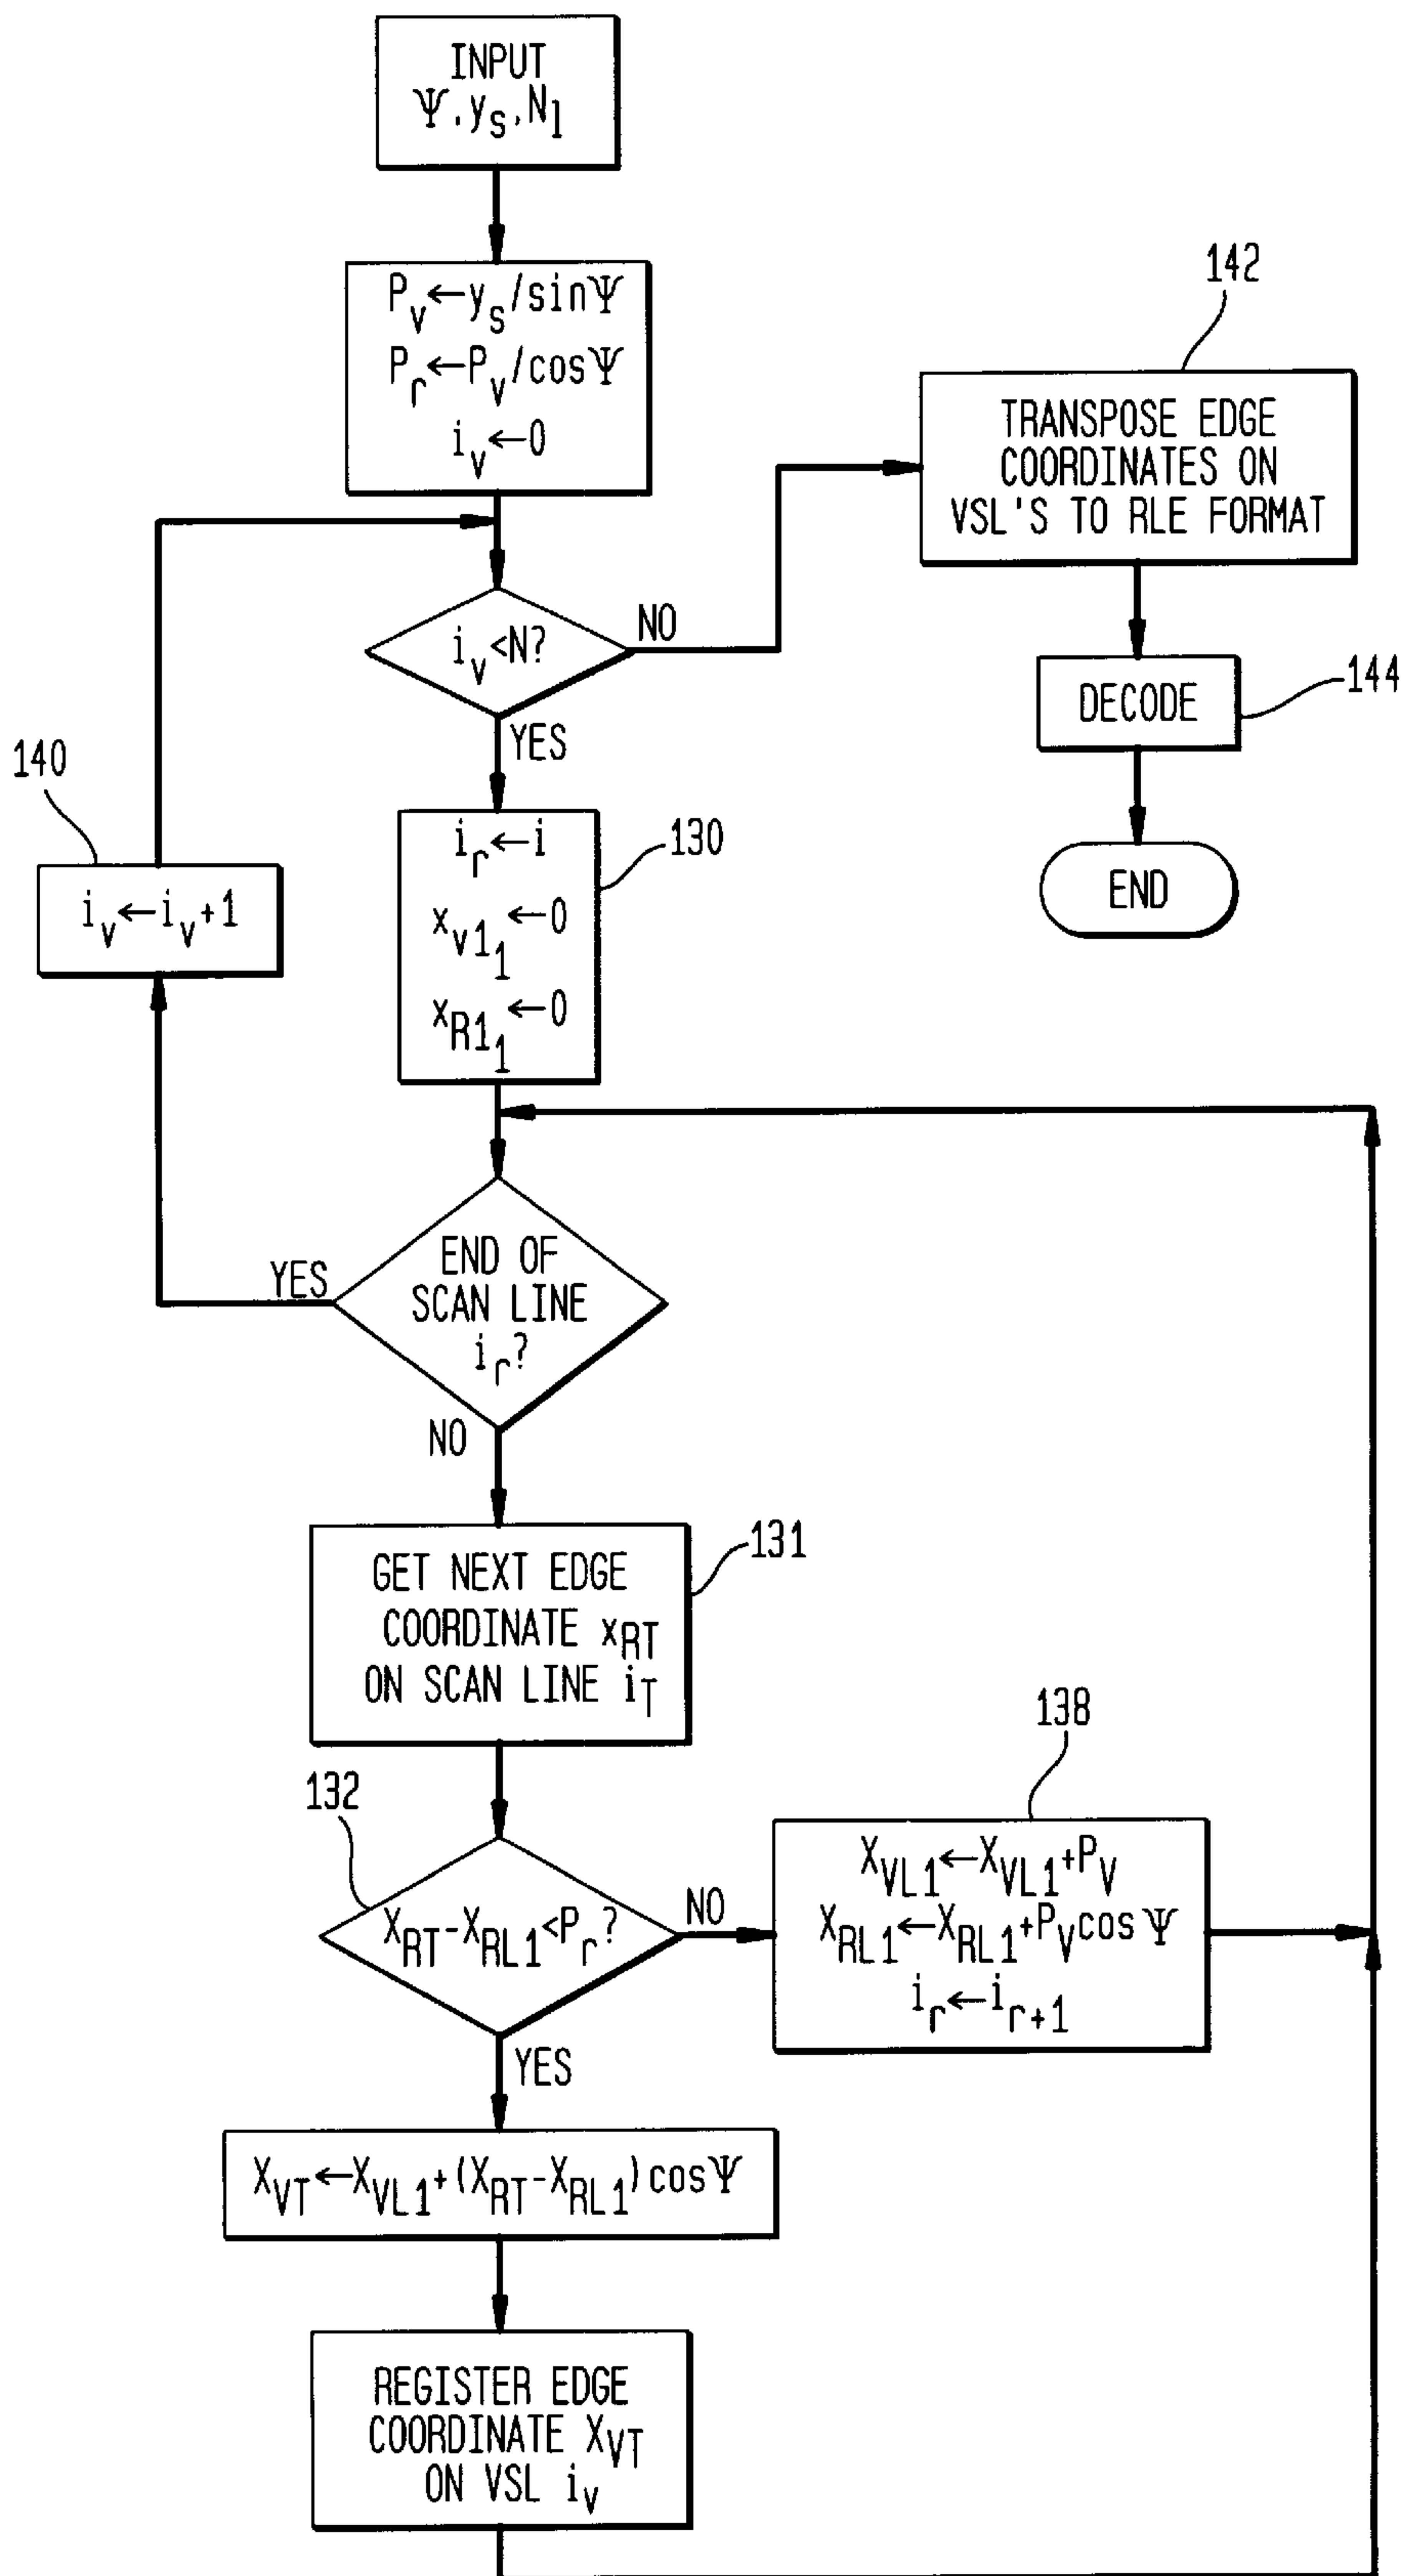 INPUT
Ψ,y_s,N_l
P_v←y_s/sinΨ
P_r←P_v/cosΨ
i_v←0
142
TRANSPOSE EDGE
COORDINATES ON
VSL'S TO RLE FORMAT
i_v<N?
NO
YES
DECODE
144
END
140
i_v←i_v+1
i_r←i
x_v1_1←0
x_R1_1←0
130
END OF
SCAN LINE
i_r?
YES
NO
GET NEXT EDGE
COORDINATE x_RT
ON SCAN LINE i_T
131
132
X_RT-X_RL1<P_r?
NO
YES
138
X_VL1←X_VL1+P_V
X_RL1←X_RL1+P_V cosΨ
i_r←i_r+1
X_VT←X_VL1+(X_RT-X_RL1)cosΨ
REGISTER EDGE
COORDINATE X_VT
ON VSL i_v